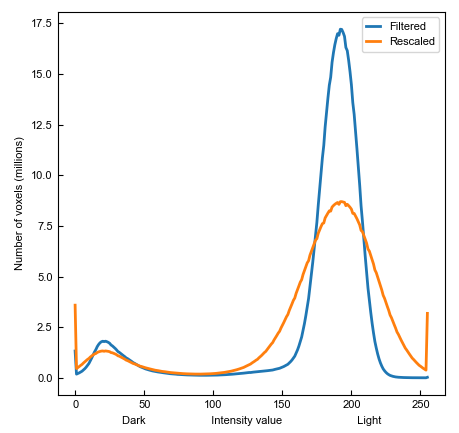 17.5
15.0
12.5
10.0
7.5
5.0
2.5
0.0
Number of voxels (millions)
Filtered
Rescaled
0 50 100 150 200 250
Dark Intensity value Light